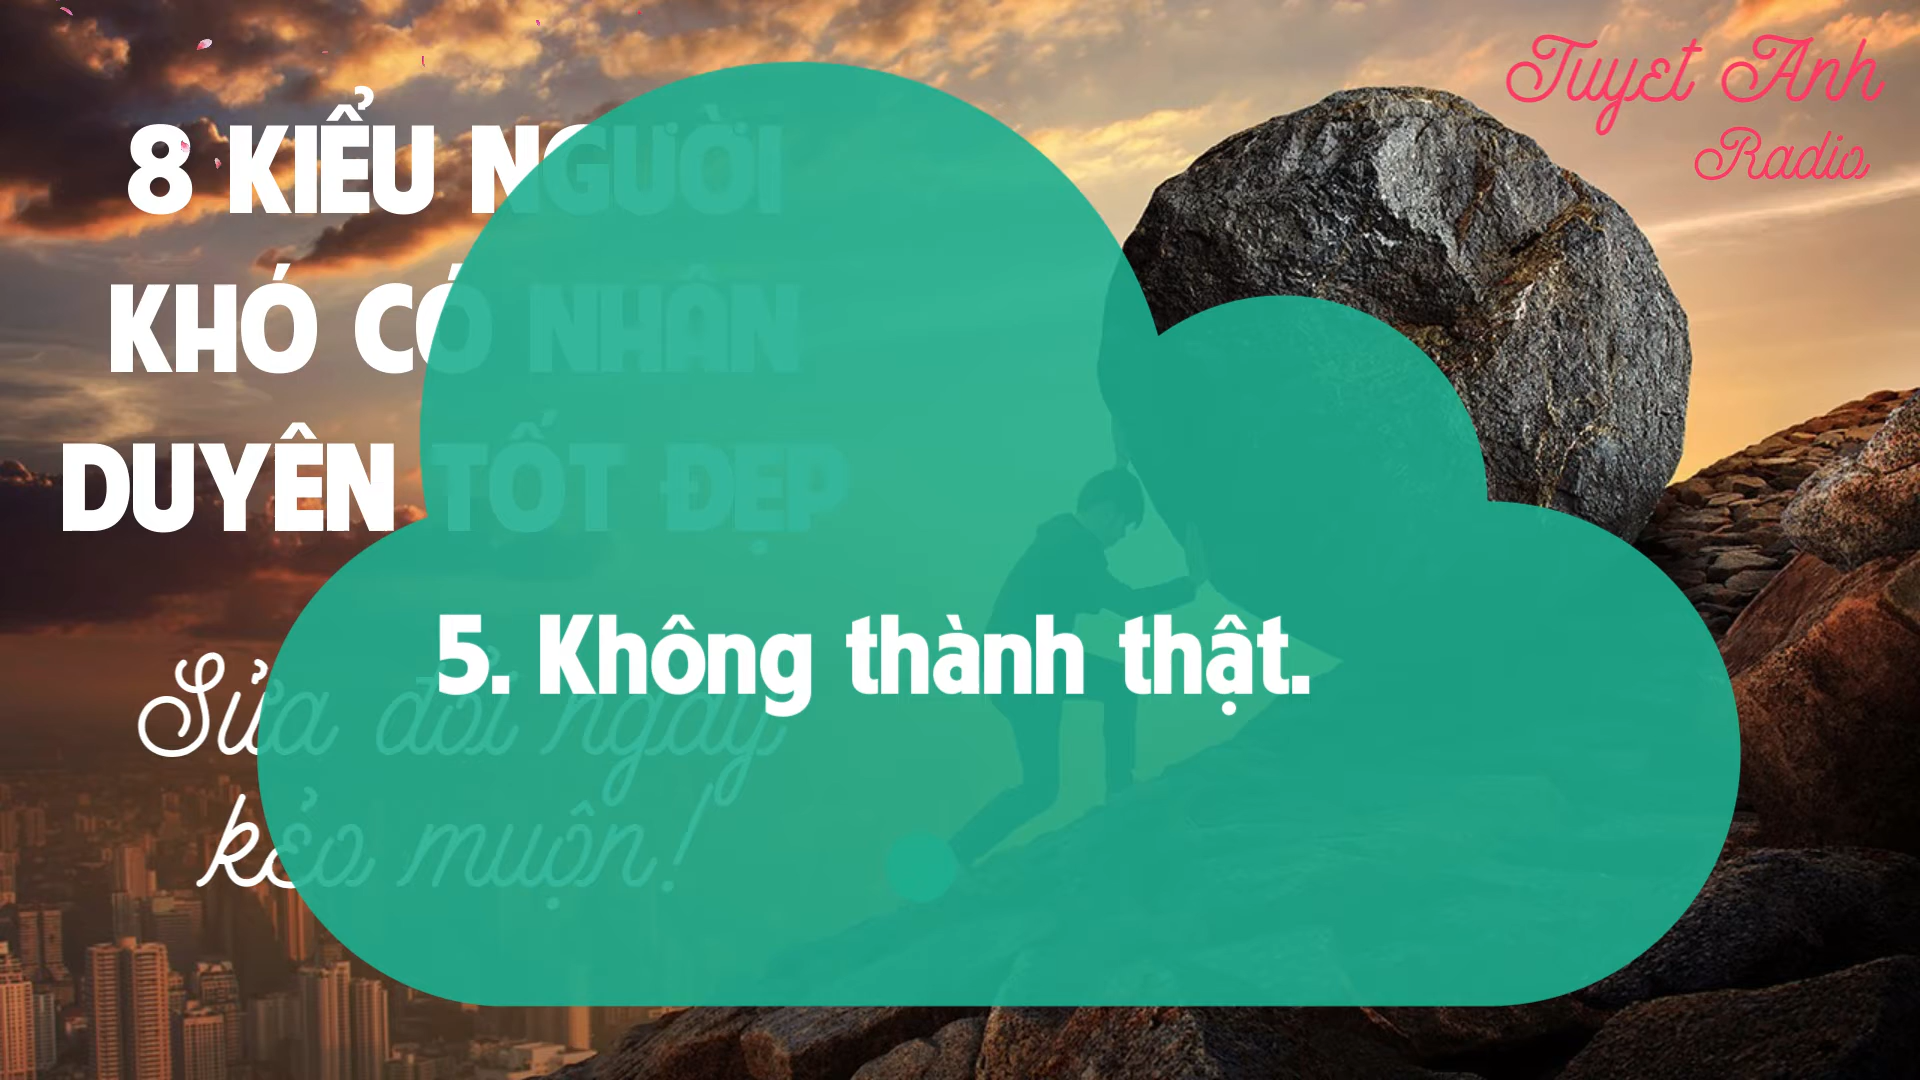 Tuyet Anh
Radio
8 KIỂU NGƯỜI
KHÓ CÓ NHÂN
DUYÊN TỐT ĐẸP
5. Không thành thật.
Sửa đổi ngay
kẻo muộn!